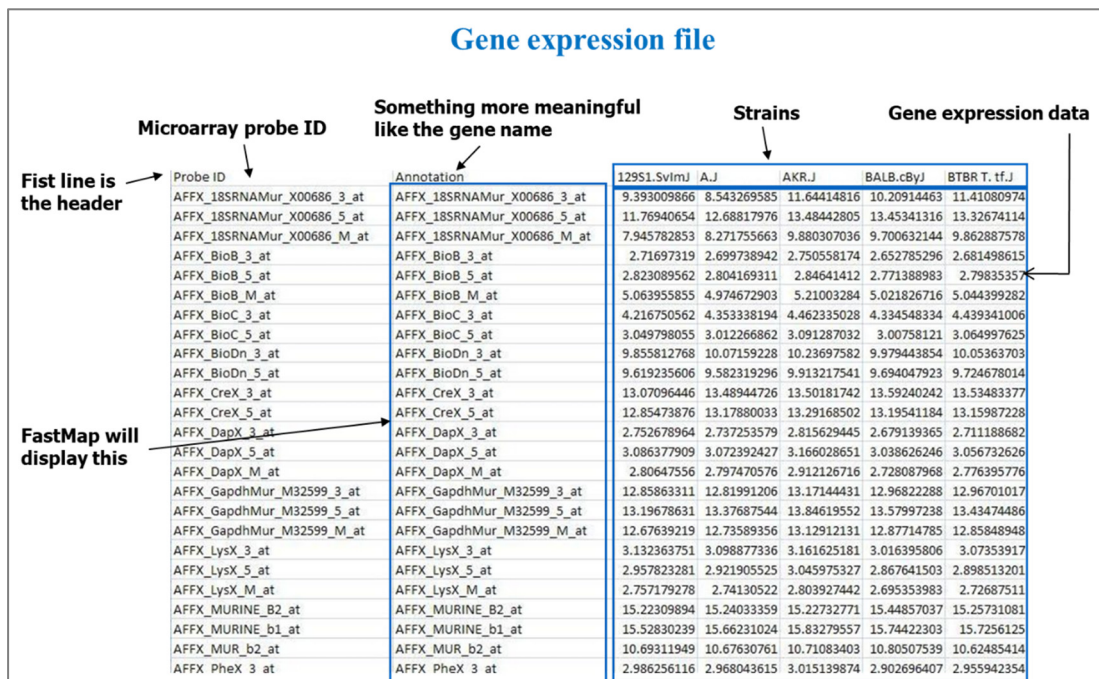 Gene expression file
Something more meaningful
like the gene name
Microarray probe ID
Strains
Gene expression data
Fist line is
the header
Probe ID Annotation 129S1.SvImJ A.J AKR.J BALB.cByJ BTBR T. tf.J
AFFX_18SRNAMur_X00686_3_at AFFX_18SRNAMur_X00686_3_at 9.393009866 8.543269585 11.64414816 10.20914463 11.41080974
AFFX_18SRNAMur_X00686_5_at AFFX_18SRNAMur_X00686_5_at 11.76940654 12.68817976 13.48442805 13.45341316 13.32674114
AFFX_18SRNAMur_X00686_M_at AFFX_18SRNAMur_X00686_M_at 7.945782853 8.271755663 9.880307036 9.700632144 9.862887578
AFFX_BioB_3_at AFFX_BioB_3_at 2.71697319 2.699738942 2.750558174 2.652785296 2.681498615
AFFX_BioB_5_at AFFX_BioB_5_at 2.823089562 2.804169311 2.84641412 2.771388983 2.79835357
AFFX_BioB_M_at AFFX_BioB_M_at 5.063955855 4.974672903 5.21003284 5.021826716 5.044399282
AFFX_BioC_3_at AFFX_BioC_3_at 4.216750562 4.353338194 4.462335028 4.334548334 4.439341006
AFFX_BioC_5_at AFFX_BioC_5_at 3.049798055 3.012266862 3.091287032 3.00758121 3.064997625
AFFX_BioDn_3_at AFFX_BioDn_3_at 9.855812768 10.07159228 10.23697582 9.979443854 10.05363703
AFFX_BioDn_5_at AFFX_BioDn_5_at 9.619235606 9.582319296 9.913217541 9.694047923 9.724678014
AFFX_CreX_3_at AFFX_CreX_3_at 13.07096446 13.48944726 13.50181742 13.59240242 13.53483377
AFFX_CreX_5_at AFFX_CreX_5_at 12.85473876 13.17880033 13.29168502 13.19541184 13.15987228
FastMap will
display this
AFFX_DapX_3_at AFFX_DapX_3_at 2.752678964 2.737253579 2.815629445 2.679139365 2.711188682
AFFX_DapX_5_at AFFX_DapX_5_at 3.086377909 3.072392427 3.166028651 3.038626246 3.056732626
AFFX_DapX_M_at AFFX_DapX_M_at 2.80647556 2.797470576 2.912126716 2.728087968 2.776395776
AFFX_GapdhMur_M32599_3_at AFFX_GapdhMur_M32599_3_at 12.85863311 12.81991206 13.17144431 12.96822288 12.96701017
AFFX_GapdhMur_M32599_5_at AFFX_GapdhMur_M32599_5_at 13.19678631 13.37687544 13.84619552 13.57997238 13.43474486
AFFX_GapdhMur_M32599_M_at AFFX_GapdhMur_M32599_M_at 12.67639219 12.73589356 13.12912131 12.87714785 12.85848948
AFFX_LysX_3_at AFFX_LysX_3_at 3.132363751 3.098877336 3.161625181 3.016395806 3.07353917
AFFX_LysX_5_at AFFX_LysX_5_at 2.957823281 2.921905525 3.045975327 2.867641503 2.898513201
AFFX_LysX_M_at AFFX_LysX_M_at 2.757179278 2.74130522 2.803927442 2.695353983 2.72687511
AFFX_MURINE_B2_at AFFX_MURINE_B2_at 15.22309894 15.24033359 15.22732771 15.44857037 15.25731081
AFFX_MURINE_b1_at AFFX_MURINE_b1_at 15.52830239 15.66231024 15.83279557 15.74422303 15.7256125
AFFX_MUR_b2_at AFFX_MUR_b2_at 10.69311949 10.67630761 10.71083403 10.80507539 10.62485414
AFFX_PheX_3_at AFFX_PheX_3_at 2.986256116 2.968043615 3.015139874 2.902696407 2.955942354